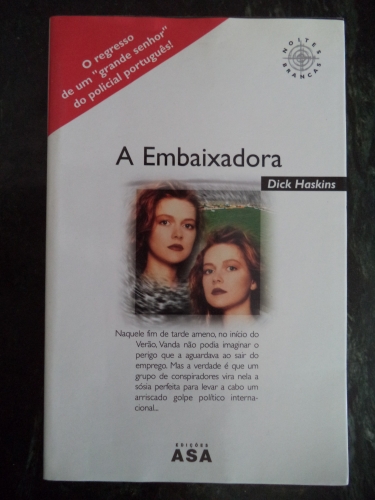 O regresso
de um "grande senhor"
do policial português!
NOITES
BRANCAS
A Embaixadora
Dick Haskins
Naquele fim de tarde ameno, no início do
Verão, Vanda não podia imaginar o
perigo que a aguardava ao sair do
emprego. Mas a verdade é que um
grupo de conspiradores vira nela a
sósia perfeita para levar a cabo um
arriscado golpe político interna-
cional...
EDIÇÕES
ASA